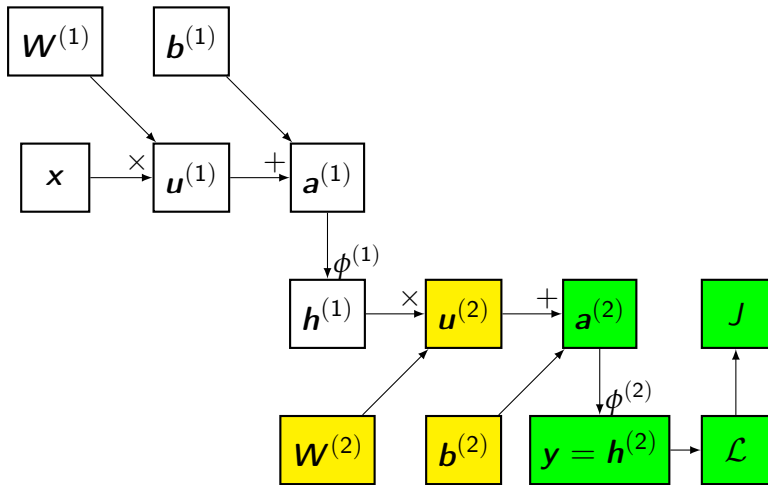 W^(1) b^(1)
x × u^(1) + a^(1)
ϕ^(1)
h^(1) × u^(2) + a^(2) J
ϕ^(2)
W^(2) b^(2) y = h^(2) ℒ